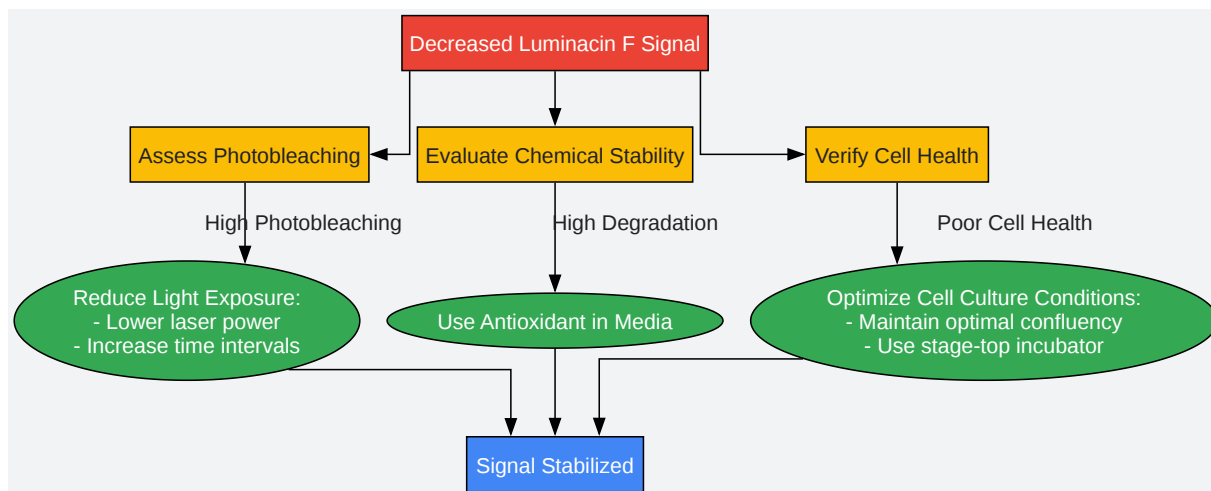 Decreased Luminacin F Signal
Assess Photobleaching
Evaluate Chemical Stability
Verify Cell Health
High Photobleaching
High Degradation
Poor Cell Health
Reduce Light Exposure:
- Lower laser power
- Increase time intervals
Use Antioxidant in Media
Optimize Cell Culture Conditions:
- Maintain optimal confluency
- Use stage-top incubator
Signal Stabilized